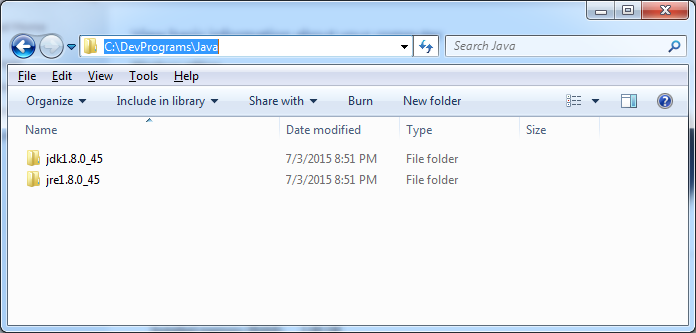 C:\DevPrograms\Java
Search Java
File Edit View Tools Help
Organize Include in library Share with Burn New folder
Name Date modified Type Size
jdk1.8.0_45 7/3/2015 8:51 PM File folder
jre1.8.0_45 7/3/2015 8:51 PM File folder